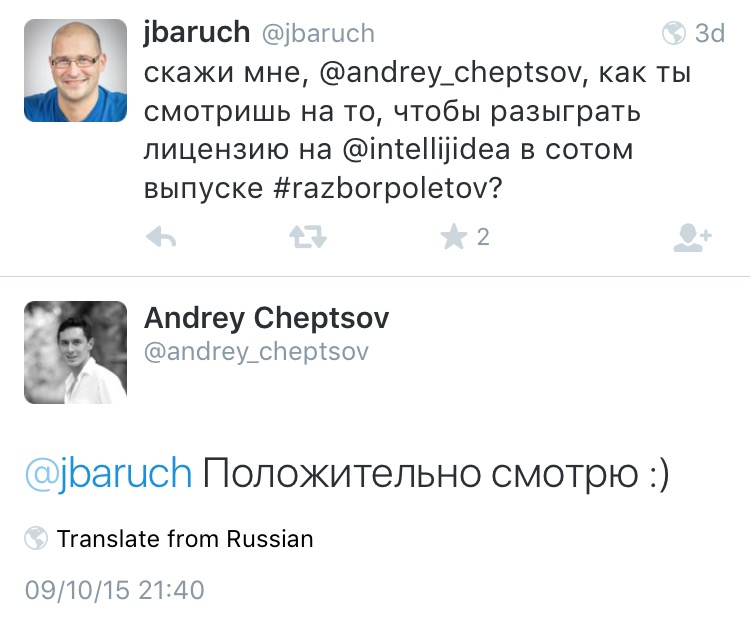 jbaruch @jbaruch 3d
скажи мне, @andrey_cheptsov, как ты
смотришь на то, чтобы разыграть
лицензию на @intellijidea в сотом
выпуске #razborpoletov?
2
Andrey Cheptsov
@andrey_cheptsov
@jbaruch Положительно смотрю :)
Translate from Russian
09/10/15 21:40